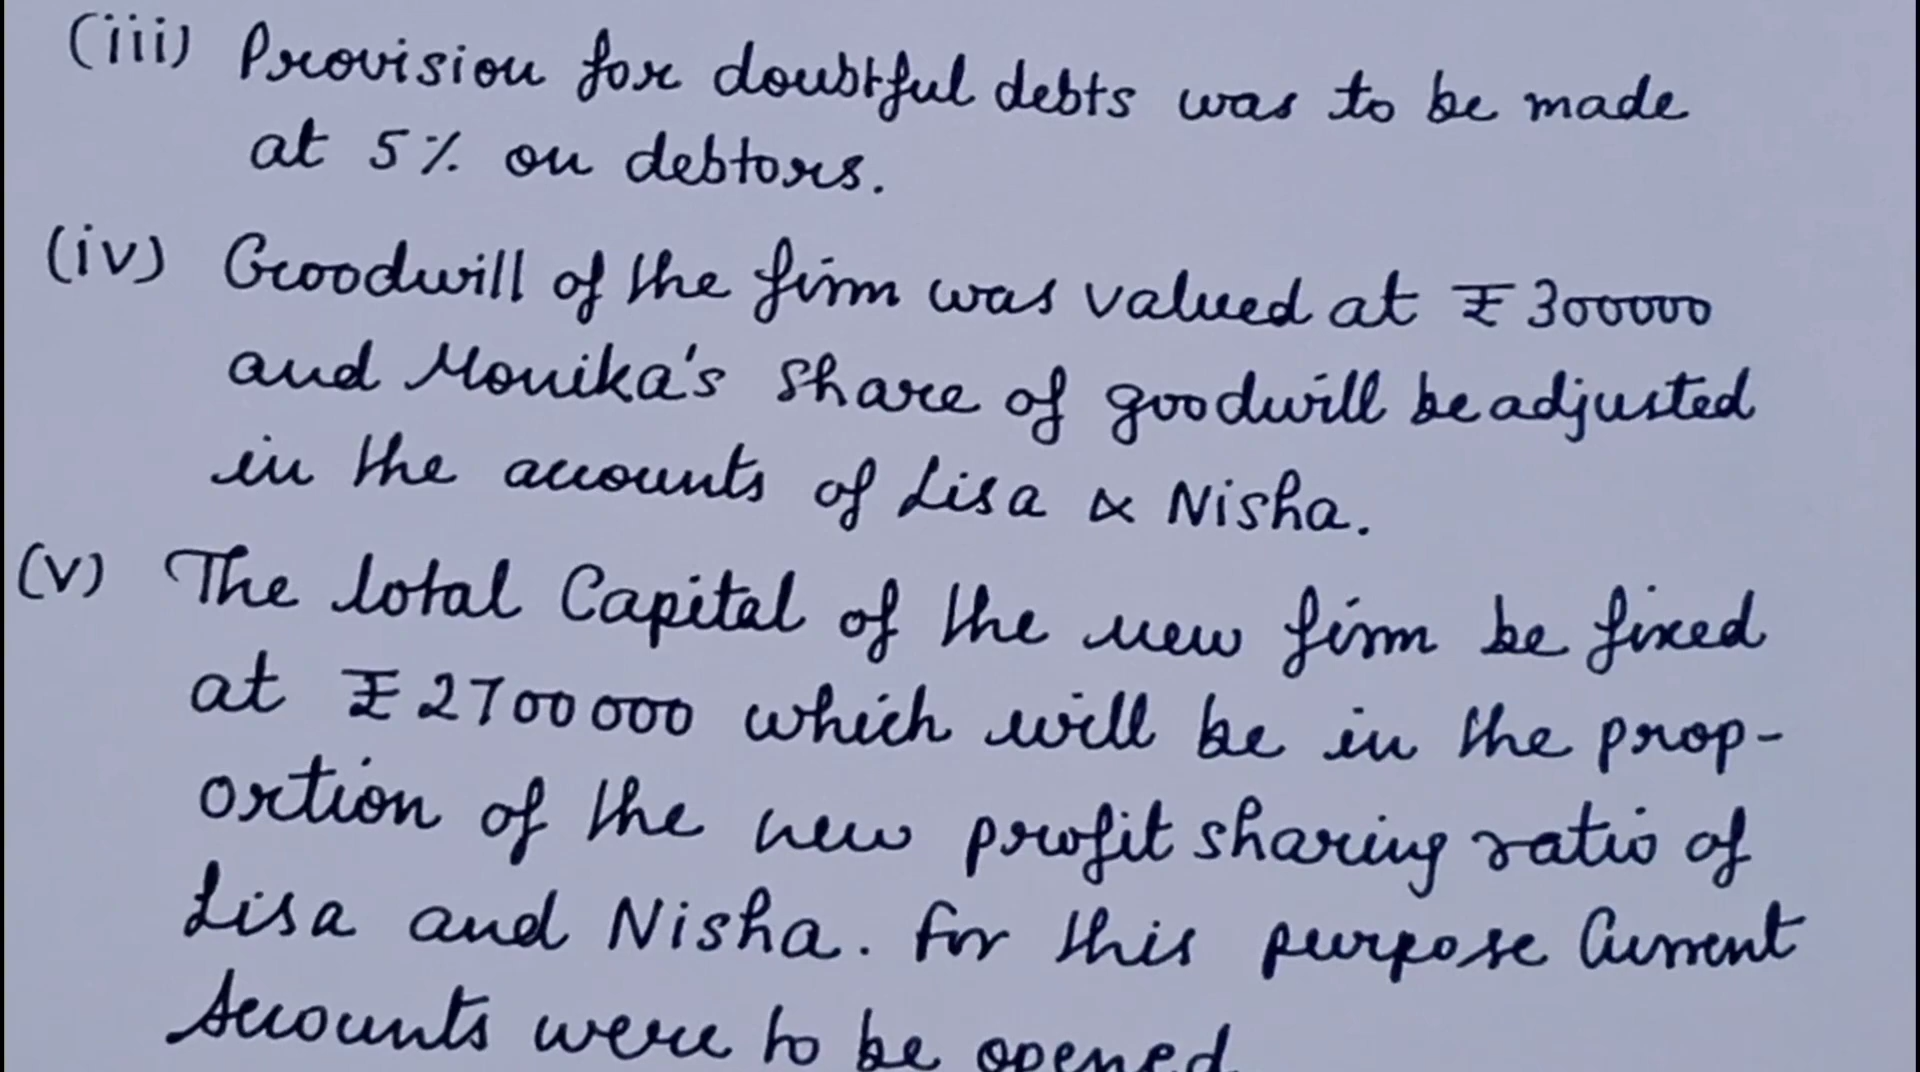 (iii) Provision for doubtful debts was to be made
at 5% on debtors.
(iv) Goodwill of the firm was valued at ₹300000
and Monika's share of goodwill be adjusted
in the accounts of Lisa & Nisha.
(v) The total Capital of the new firm be fixed
at ₹2700000 which will be in the prop-
ortion of the new profit sharing ratio of
Lisa and Nisha. For this purpose Current
Accounts were to be opened